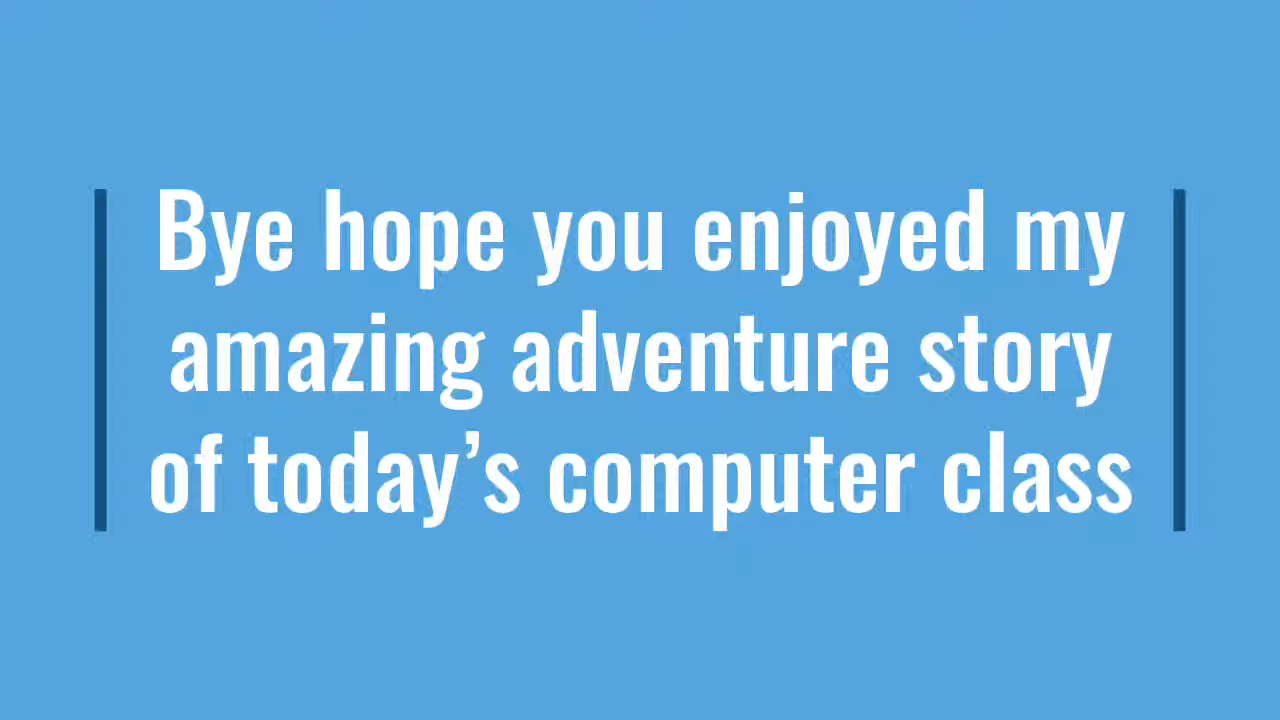 Bye hope you enjoyed my
amazing adventure story
of today’s computer class